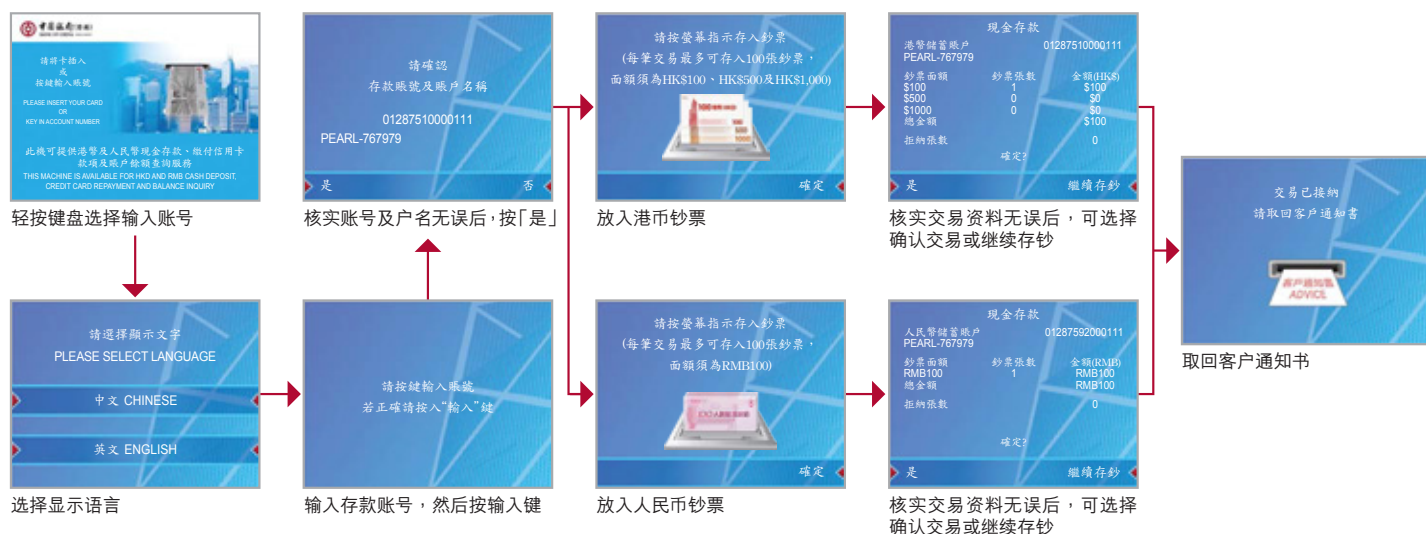 中國銀行(香港)
BANK OF CHINA (HONG KONG)
請將卡插入
或
按鍵輸入賬號
PLEASE INSERT YOUR CARD
OR
KEY IN ACCOUNT NUMBER
此機可提供港幣及人民幣現金存款、繳付信用卡
款項及賬戶餘額查詢服務
THIS MACHINE IS AVAILABLE FOR HKD AND RMB CASH DEPOSIT,
CREDIT CARD REPAYMENT AND BALANCE INQUIRY
轻按键盘选择输入账号
請選擇顯示文字
PLEASE SELECT LANGUAGE
中文 CHINESE
英文 ENGLISH
选择显示语言
請按鍵輸入賬號
若正確請按入“輸入”鍵
输入存款账号，然后按输入键
請確認
存款賬號及賬戶名稱
01287510000111
PEARL-767979
是 否
核实账号及户名无误后，按「是」
請按螢幕指示存入鈔票
(每筆交易最多可存入100張鈔票，
面額須為HK$100、HK$500及HK$1,000)
確定
放入港币钞票
現金存款
港幣儲蓄賬戶 01287510000111
PEARL-767979
鈔票面額 鈔票張數 金額(HK$)
$100 1 $100
$500 0 $0
$1000 0 $0
總金額 $100
拒納張數 0
確定?
是 繼續存鈔
核实交易资料无误后，可选择
确认交易或继续存钞
請按螢幕指示存入鈔票
(每筆交易最多可存入100張鈔票，
面額須為RMB100)
確定
放入人民币钞票
現金存款
人民幣儲蓄賬戶 01287592000111
PEARL-767979
鈔票面額 鈔票張數 金額(RMB)
RMB100 1 RMB100
總金額 RMB100
拒納張數 0
確定?
是 繼續存鈔
核实交易资料无误后，可选择
确认交易或继续存钞
交易已接納
請取回客戶通知書
客戶通知書
ADVICE
取回客户通知书